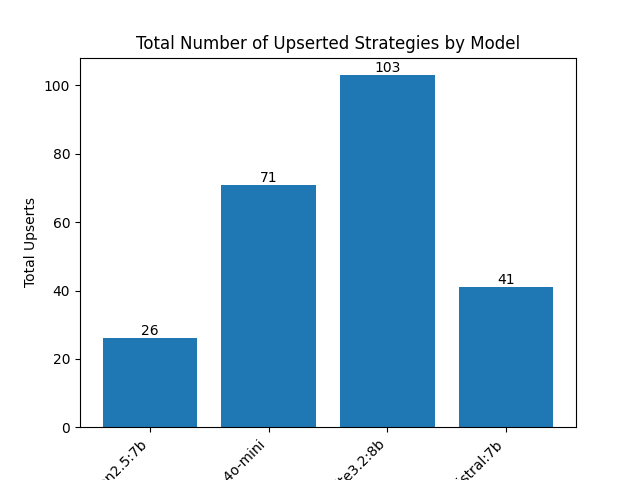 Total Number of Upserted Strategies by Model
Total Upserts
100
80
60
40
20
0
26
71
103
41
n2.5:7b
4o-mini
te3.2:8b
istral:7b